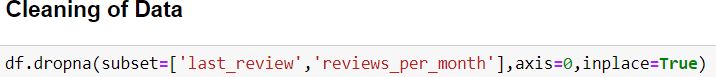 Cleaning of Data
df.dropna(subset=['last_review','reviews_per_month'],axis=0,inplace=True)